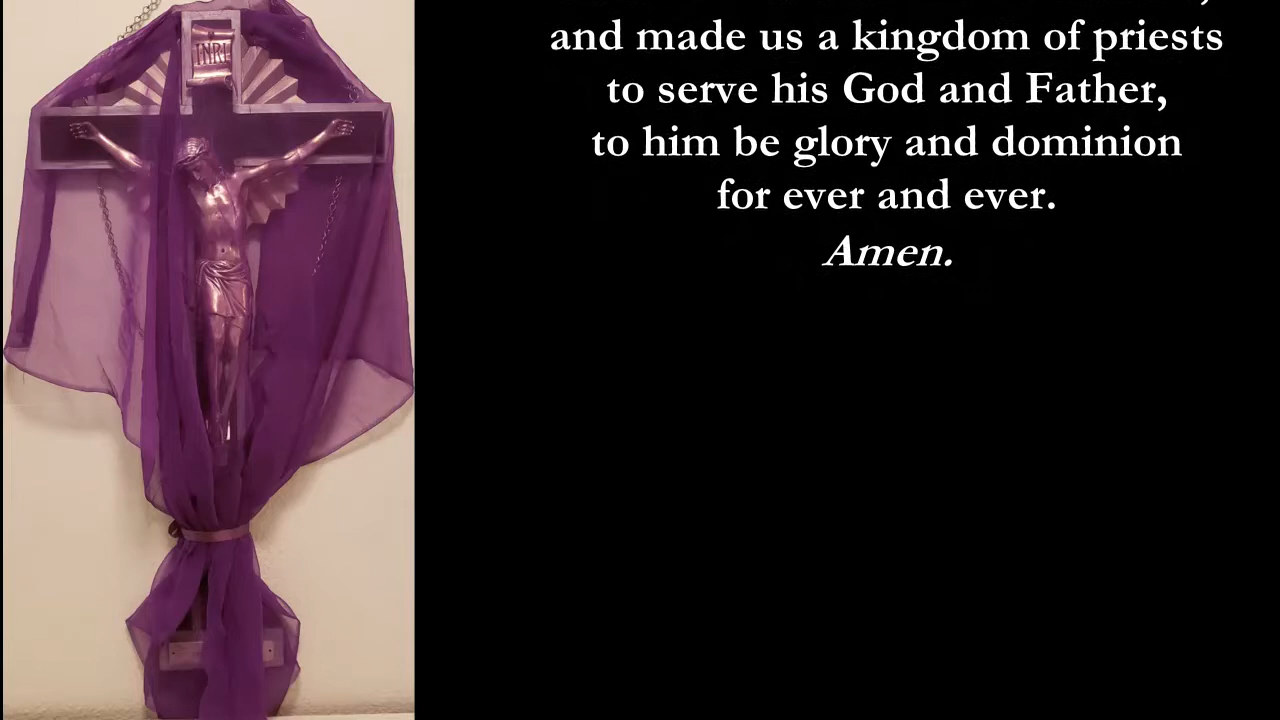 INRI
and made us a kingdom of priests
to serve his God and Father,
to him be glory and dominion
for ever and ever.
Amen.